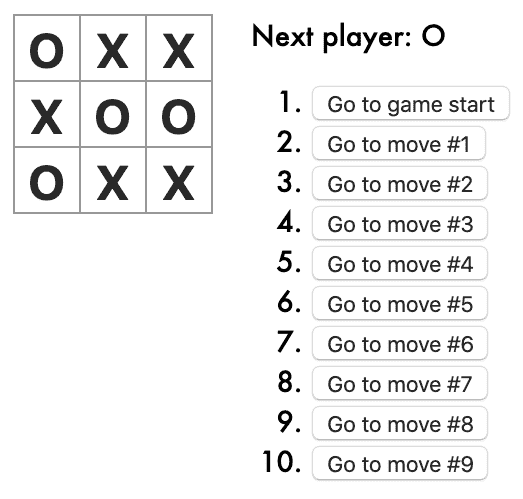 O X X
X O O
O X X
Next player: O
1. Go to game start
2. Go to move #1
3. Go to move #2
4. Go to move #3
5. Go to move #4
6. Go to move #5
7. Go to move #6
8. Go to move #7
9. Go to move #8
10. Go to move #9